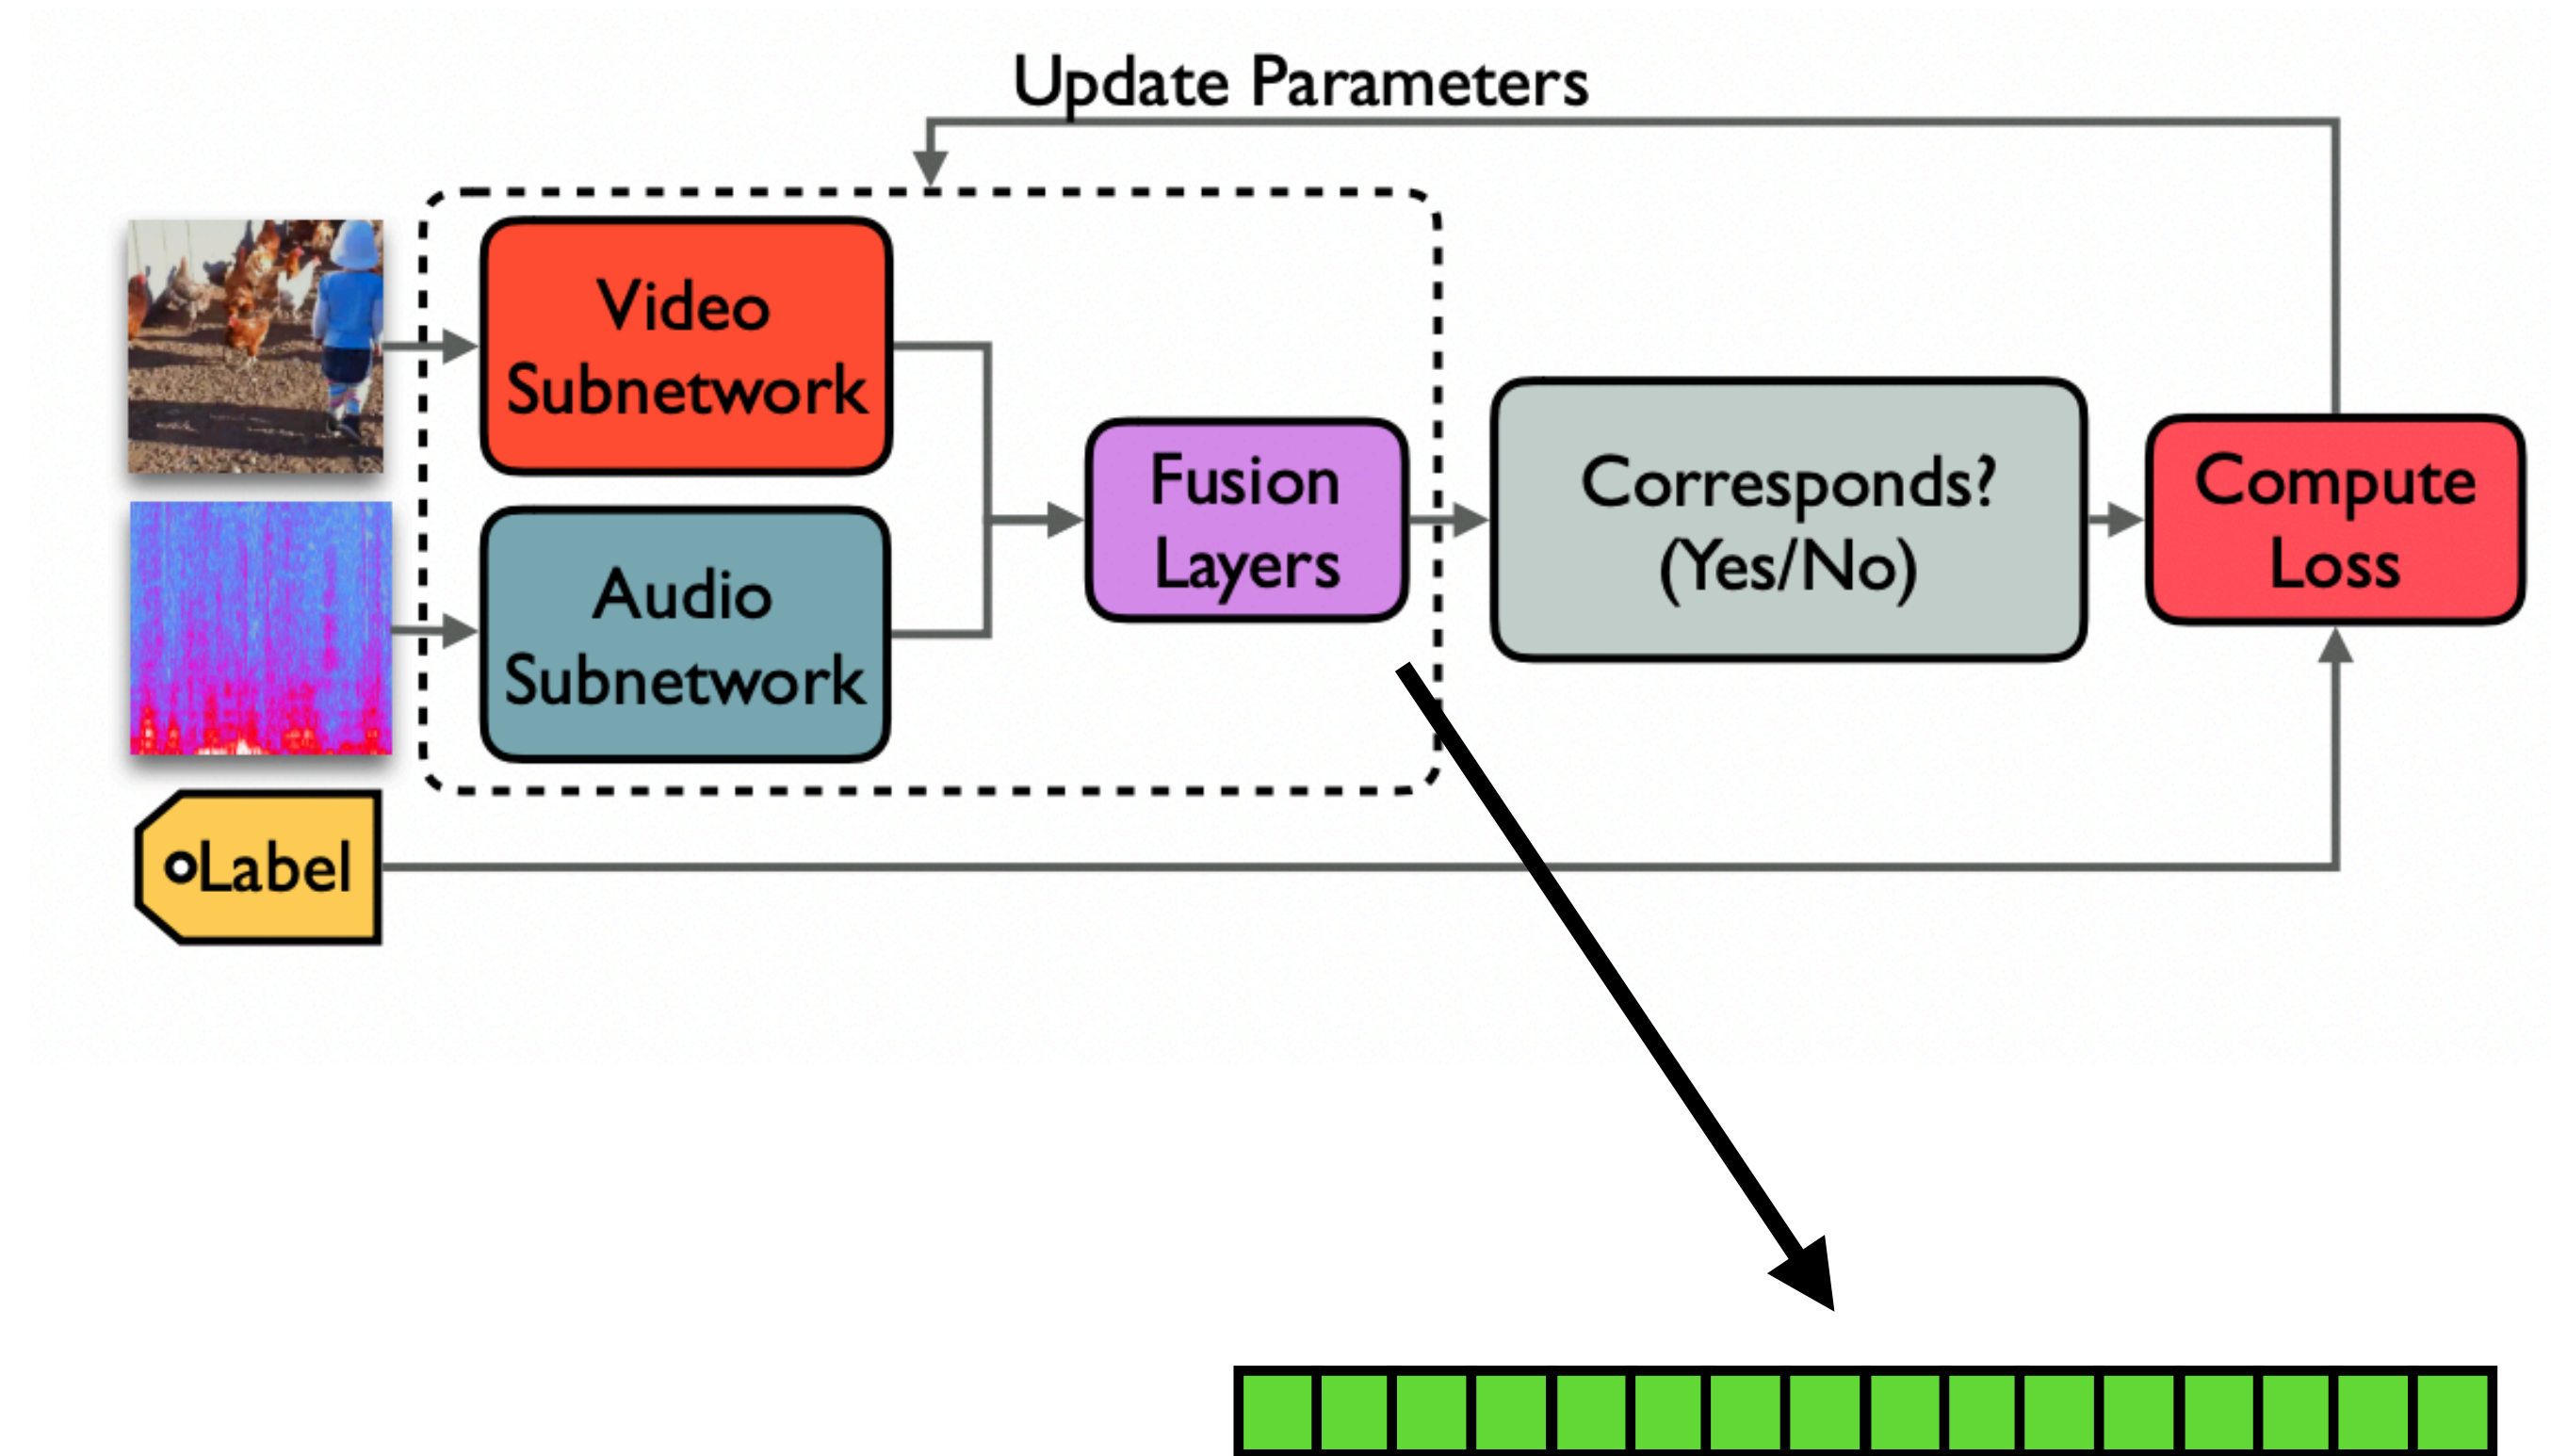 Update Parameters
Video
Subnetwork
Audio
Subnetwork
Fusion
Layers
Corresponds?
(Yes/No)
Compute
Loss
Label